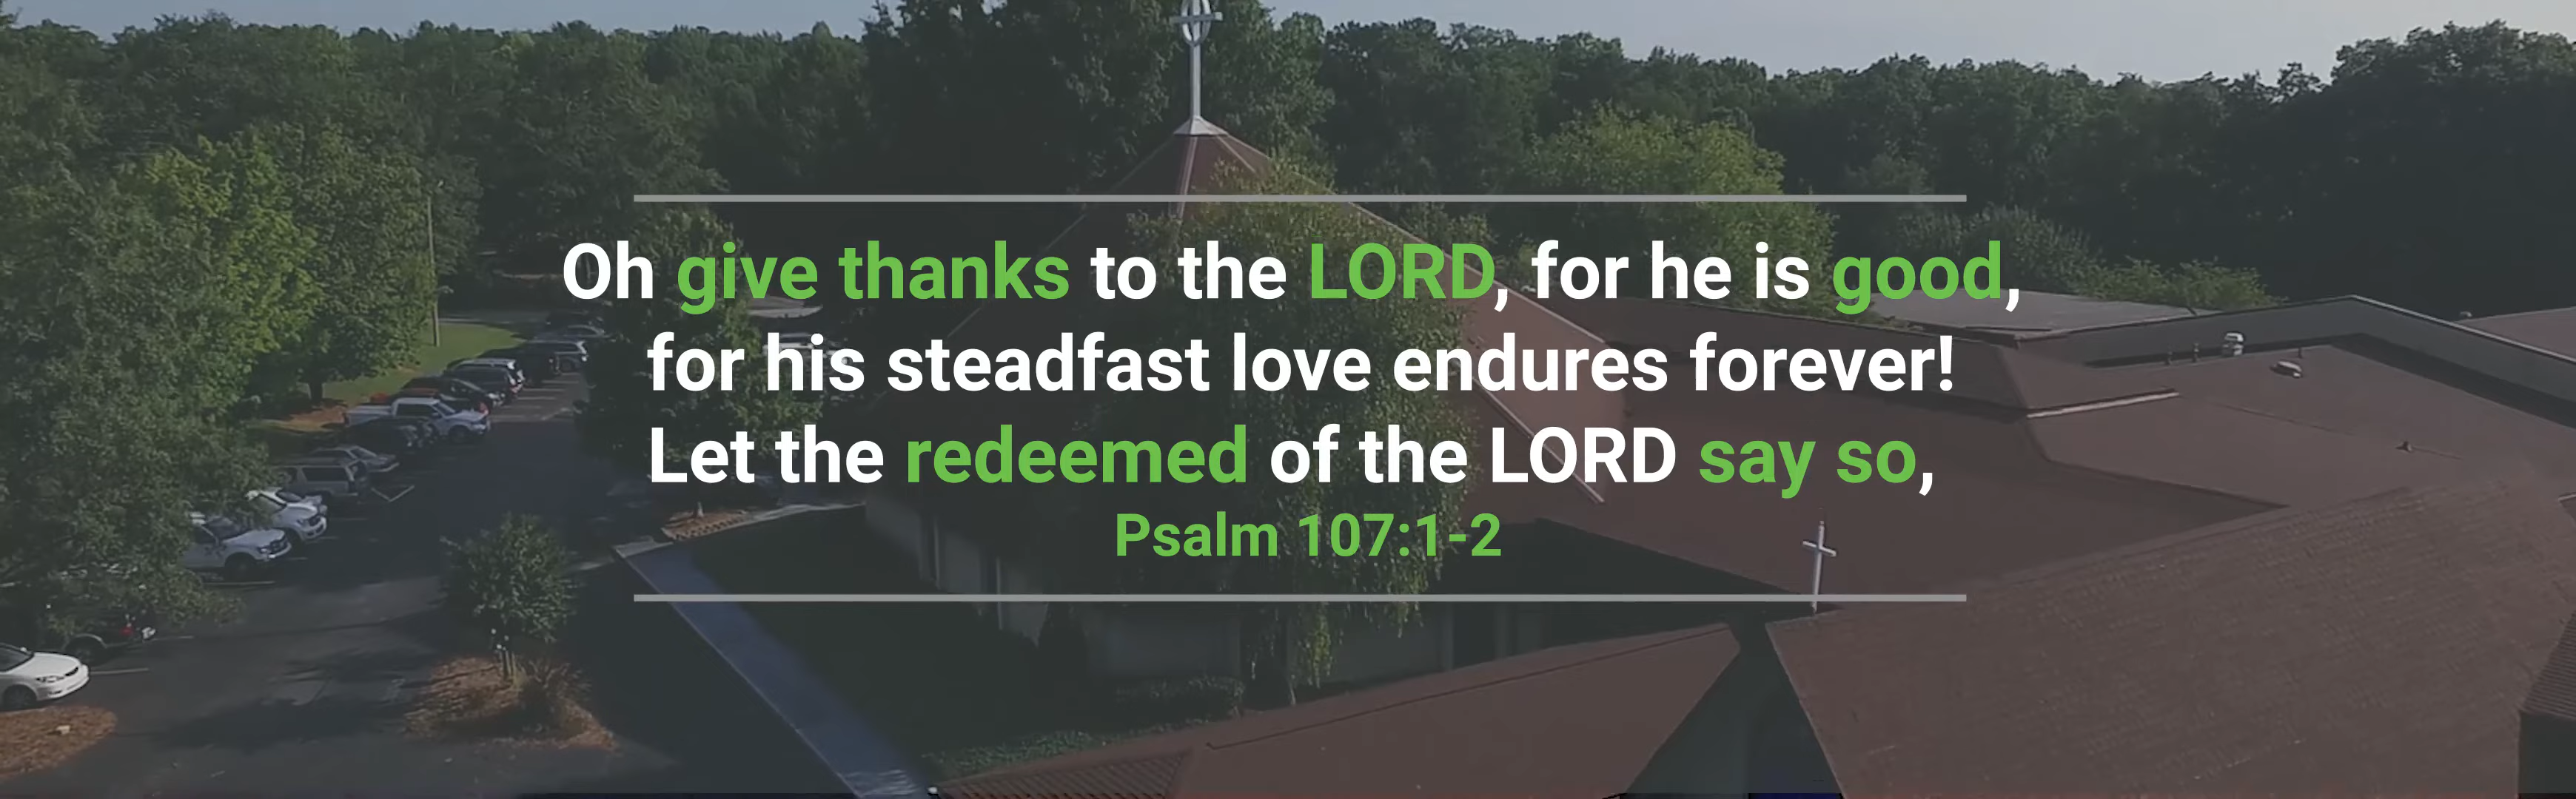 Oh give thanks to the LORD, for he is good,
for his steadfast love endures forever!
Let the redeemed of the LORD say so,
Psalm 107:1-2